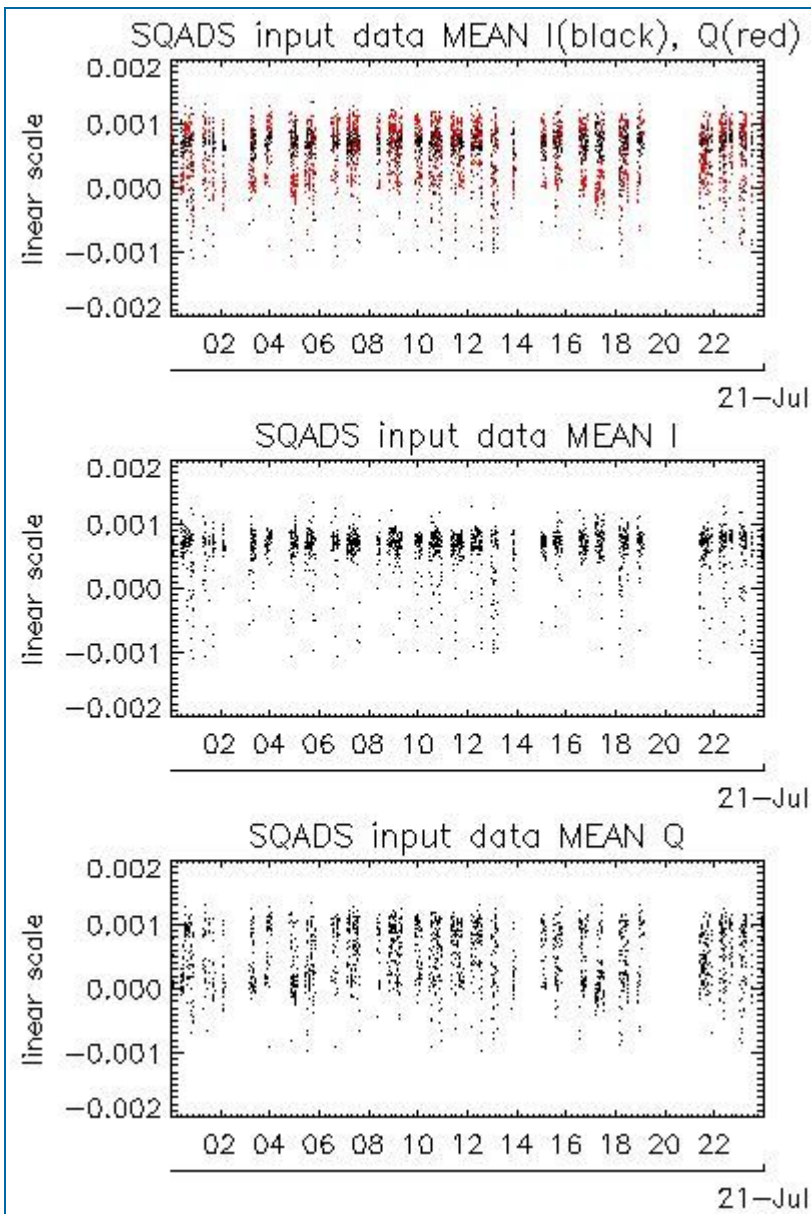 SQADS input data MEAN I(black), Q(red)
0.002
0.001
0.000
−0.001
−0.002
linear scale
02 04 06 08 10 12 14 16 18 20 22
21−Jul
SQADS input data MEAN I
0.002
0.001
0.000
−0.001
−0.002
linear scale
02 04 06 08 10 12 14 16 18 20 22
21−Jul
SQADS input data MEAN Q
0.002
0.001
0.000
−0.001
−0.002
linear scale
02 04 06 08 10 12 14 16 18 20 22
21−Jul